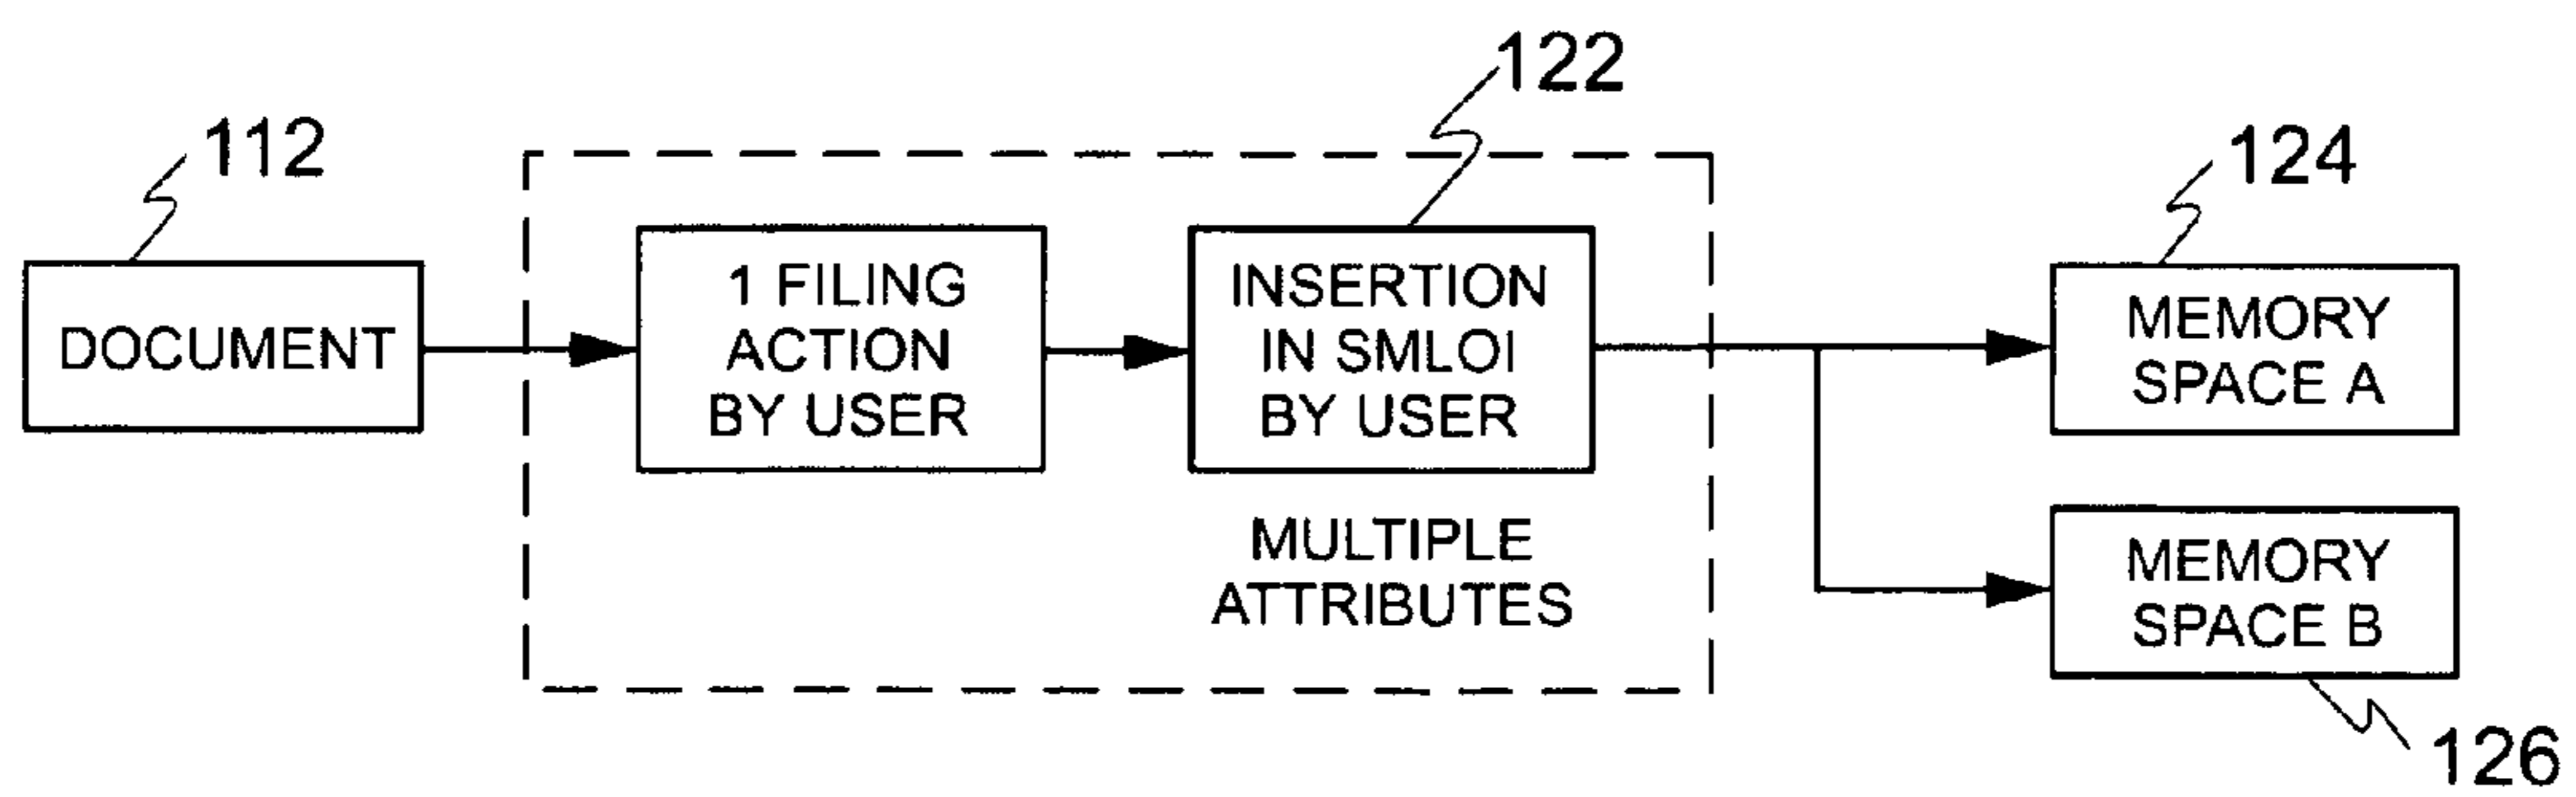 112
DOCUMENT
1 FILING
ACTION
BY USER
122
INSERTION
IN SMLOI
BY USER
MULTIPLE
ATTRIBUTES
124
MEMORY
SPACE A
MEMORY
SPACE B
126